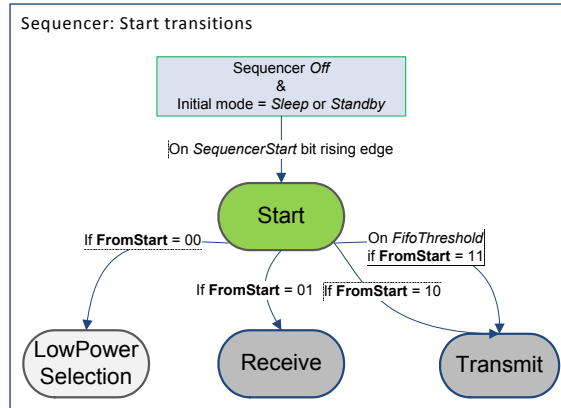 Sequencer: Start transitions
Sequencer Off
&
Initial mode = Sleep or Standby
On SequencerStart bit rising edge
Start
If FromStart = 00
On FifoThreshold
if FromStart = 11
If FromStart = 01
If FromStart = 10
LowPower
Selection
Receive
Transmit